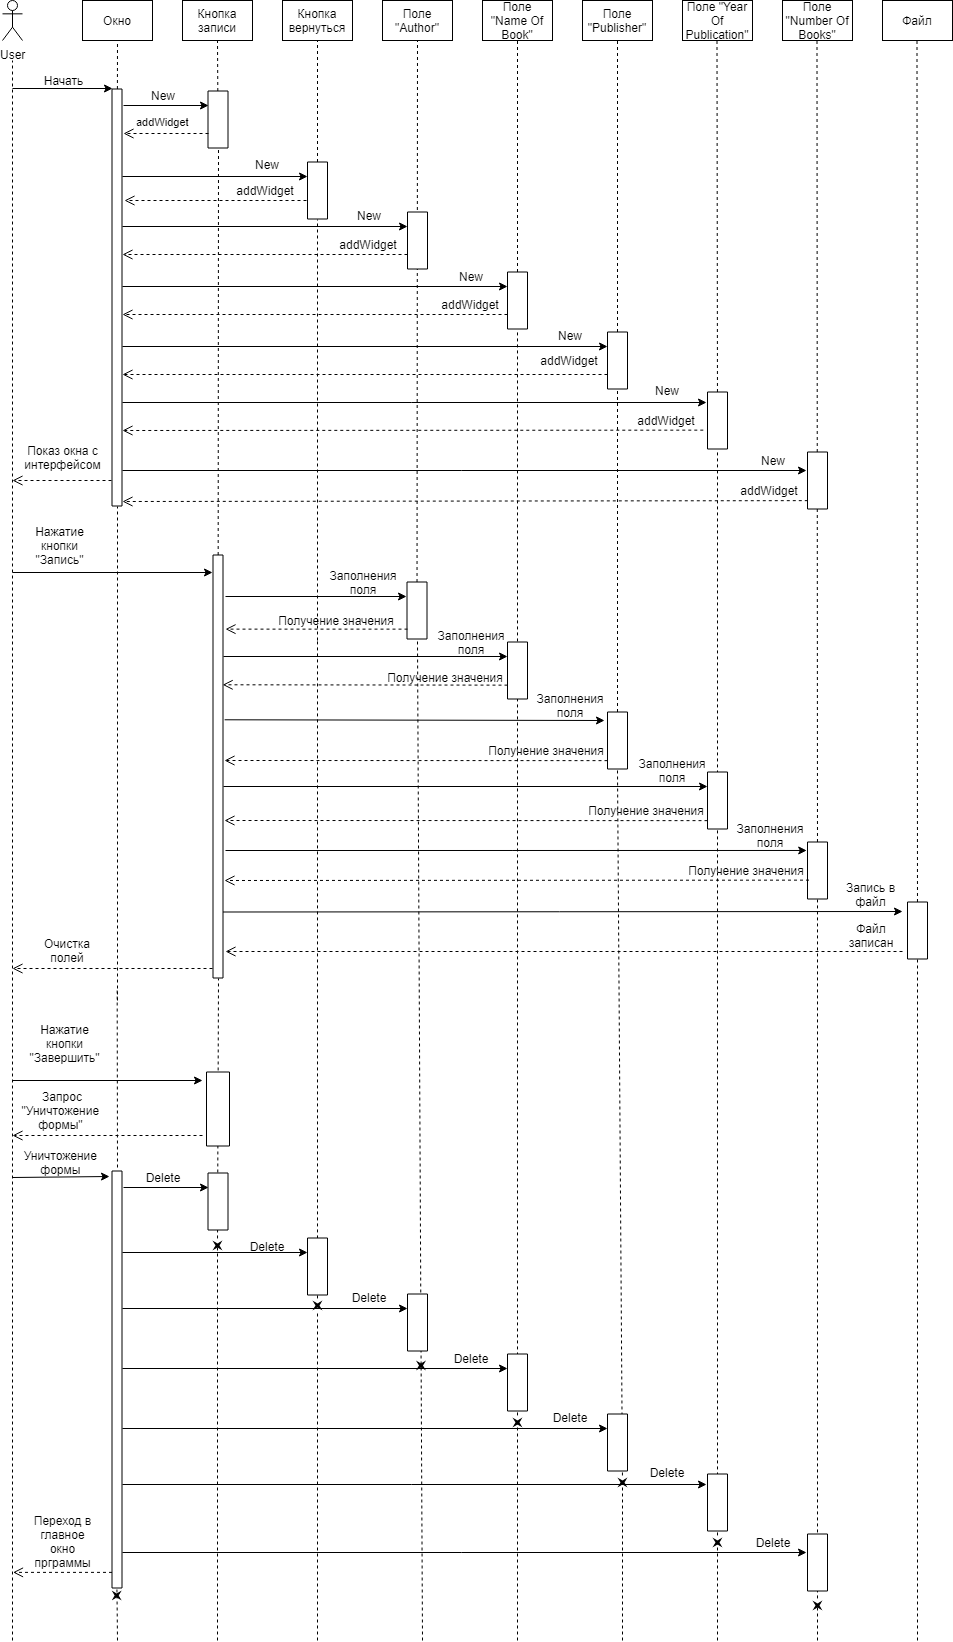 User
Окно
Кнопка
записи
Кнопка
вернуться
Поле
"Author"
Поле
"Name Of
Book"
Поле
"Publisher"
Поле "Year
Of
Publication"
Поле
"Number Of
Books"
Файл
Начать
New
addWidget
New
addWidget
New
addWidget
New
addWidget
New
addWidget
New
addWidget
Показ окна с
интерфейсом
New
addWidget
Нажатие
кнопки
"Запись"
Заполнения
поля
Получение значения
Заполнения
поля
Получение значения
Заполнения
поля
Получение значения
Заполнения
поля
Получение значения
Заполнения
поля
Получение значения
Запись в
файл
Файл
записан
Очистка
полей
Нажатие
кнопки
"Завершить"
Запрос
"Уничтожение
формы"
Уничтожение
формы
Delete
Delete
Delete
Delete
Delete
Delete
Переход в
главное
окно
прграммы
Delete